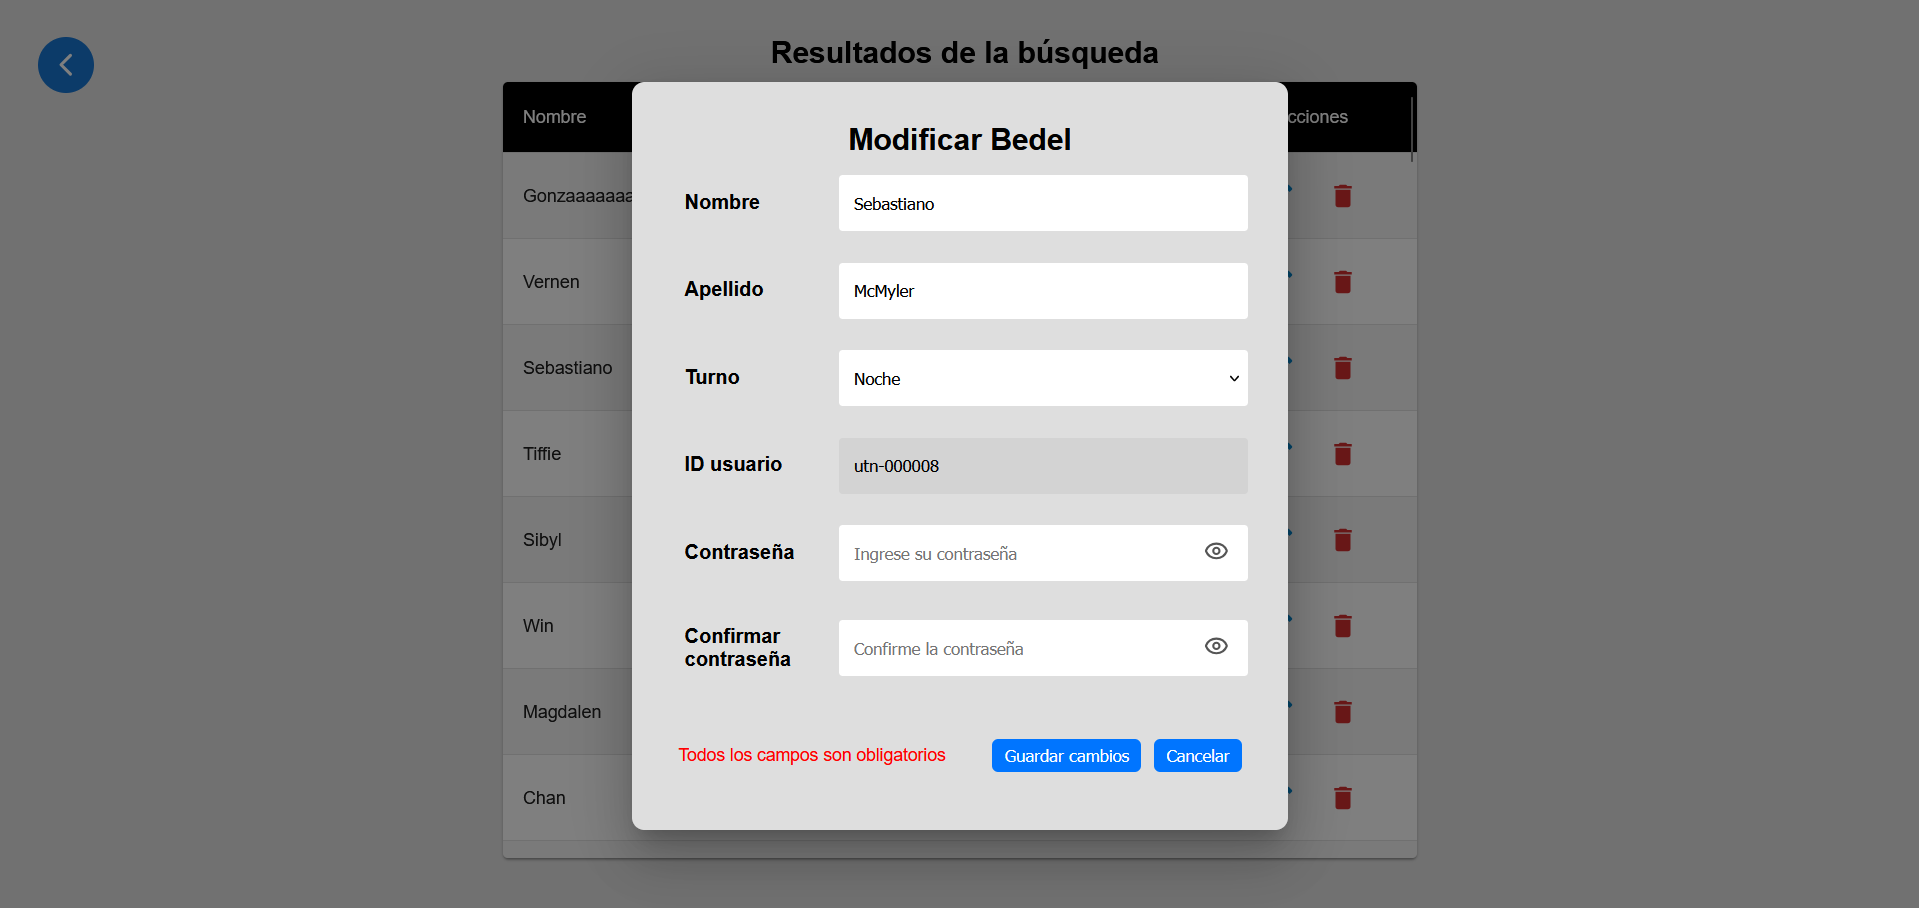 Resultados de la búsqueda
Nombre
cciones
Gonzaaaaaaa
Vernen
Sebastiano
Tiffie
Sibyl
Win
Magdalen
Chan
Modificar Bedel
Nombre
Sebastiano
Apellido
McMyler
Turno
Noche
ID usuario
utn-000008
Contraseña
Ingrese su contraseña
Confirmar
contraseña
Confirme la contraseña
Todos los campos son obligatorios
Guardar cambios
Cancelar